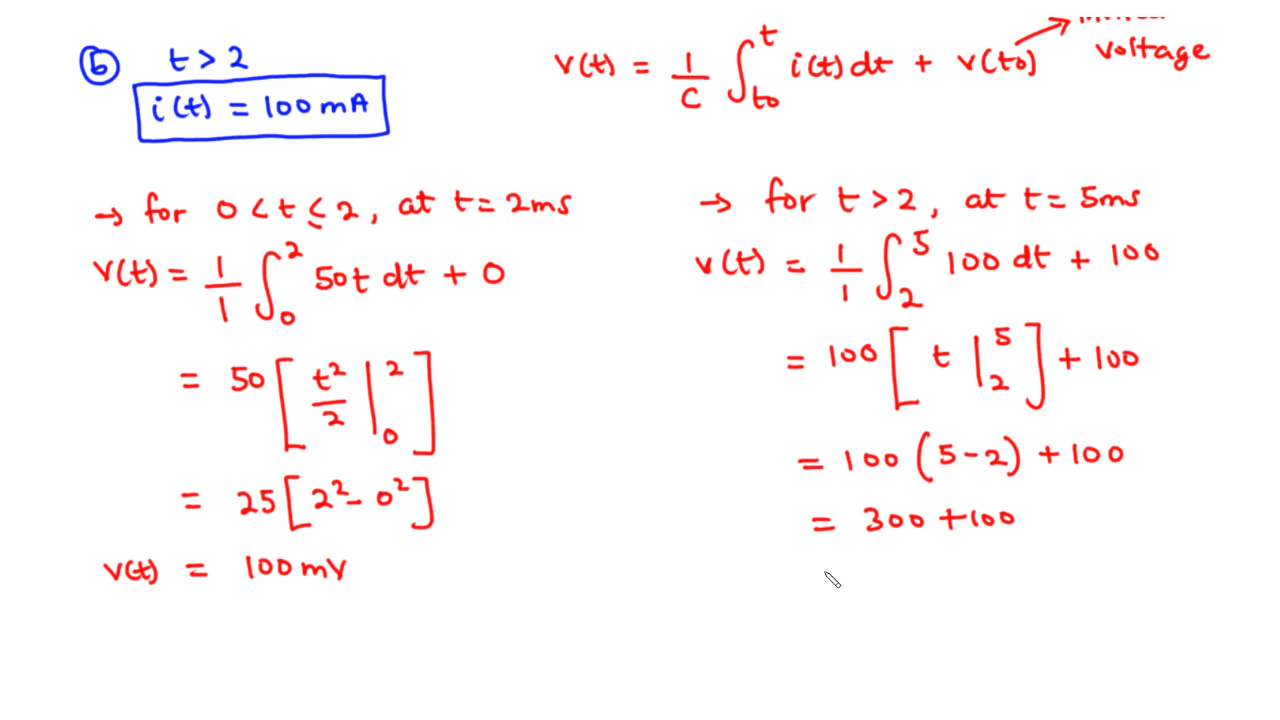 b t > 2
i(t) = 100 mA
v(t) = 1/C ∫_{t0}^{t} i(t) dt + v(t0)
voltage
→ for 0 < t ≤ 2, at t = 2ms
v(t) = 1/1 ∫_0^2 50t dt + 0
= 50 [ t²/2 |_0^2 ]
= 25 [2² - 0²]
v(t) = 100 mV
→ for t > 2, at t = 5ms
v(t) = 1/1 ∫_2^5 100 dt + 100
= 100 [ t |_2^5 ] + 100
= 100 (5 - 2) + 100
= 300 + 100